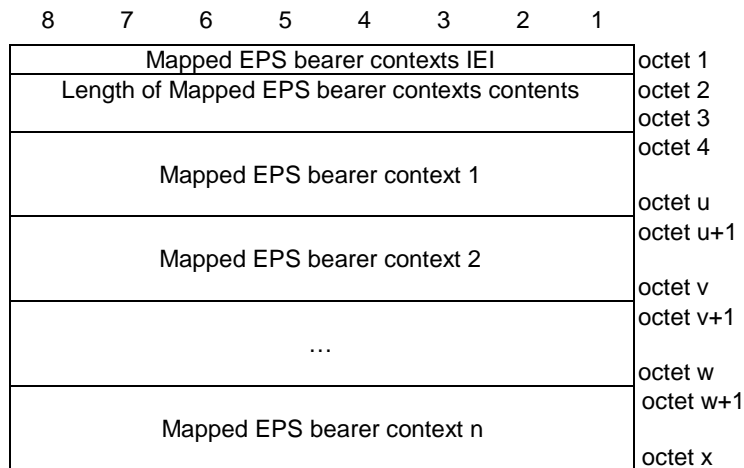 8 7 6 5 4 3 2 1
Mapped EPS bearer contexts IEI octet 1
Length of Mapped EPS bearer contexts contents octet 2
octet 3
octet 4
Mapped EPS bearer context 1
octet u
octet u+1
Mapped EPS bearer context 2
octet v
octet v+1
…
octet w
octet w+1
Mapped EPS bearer context n
octet x